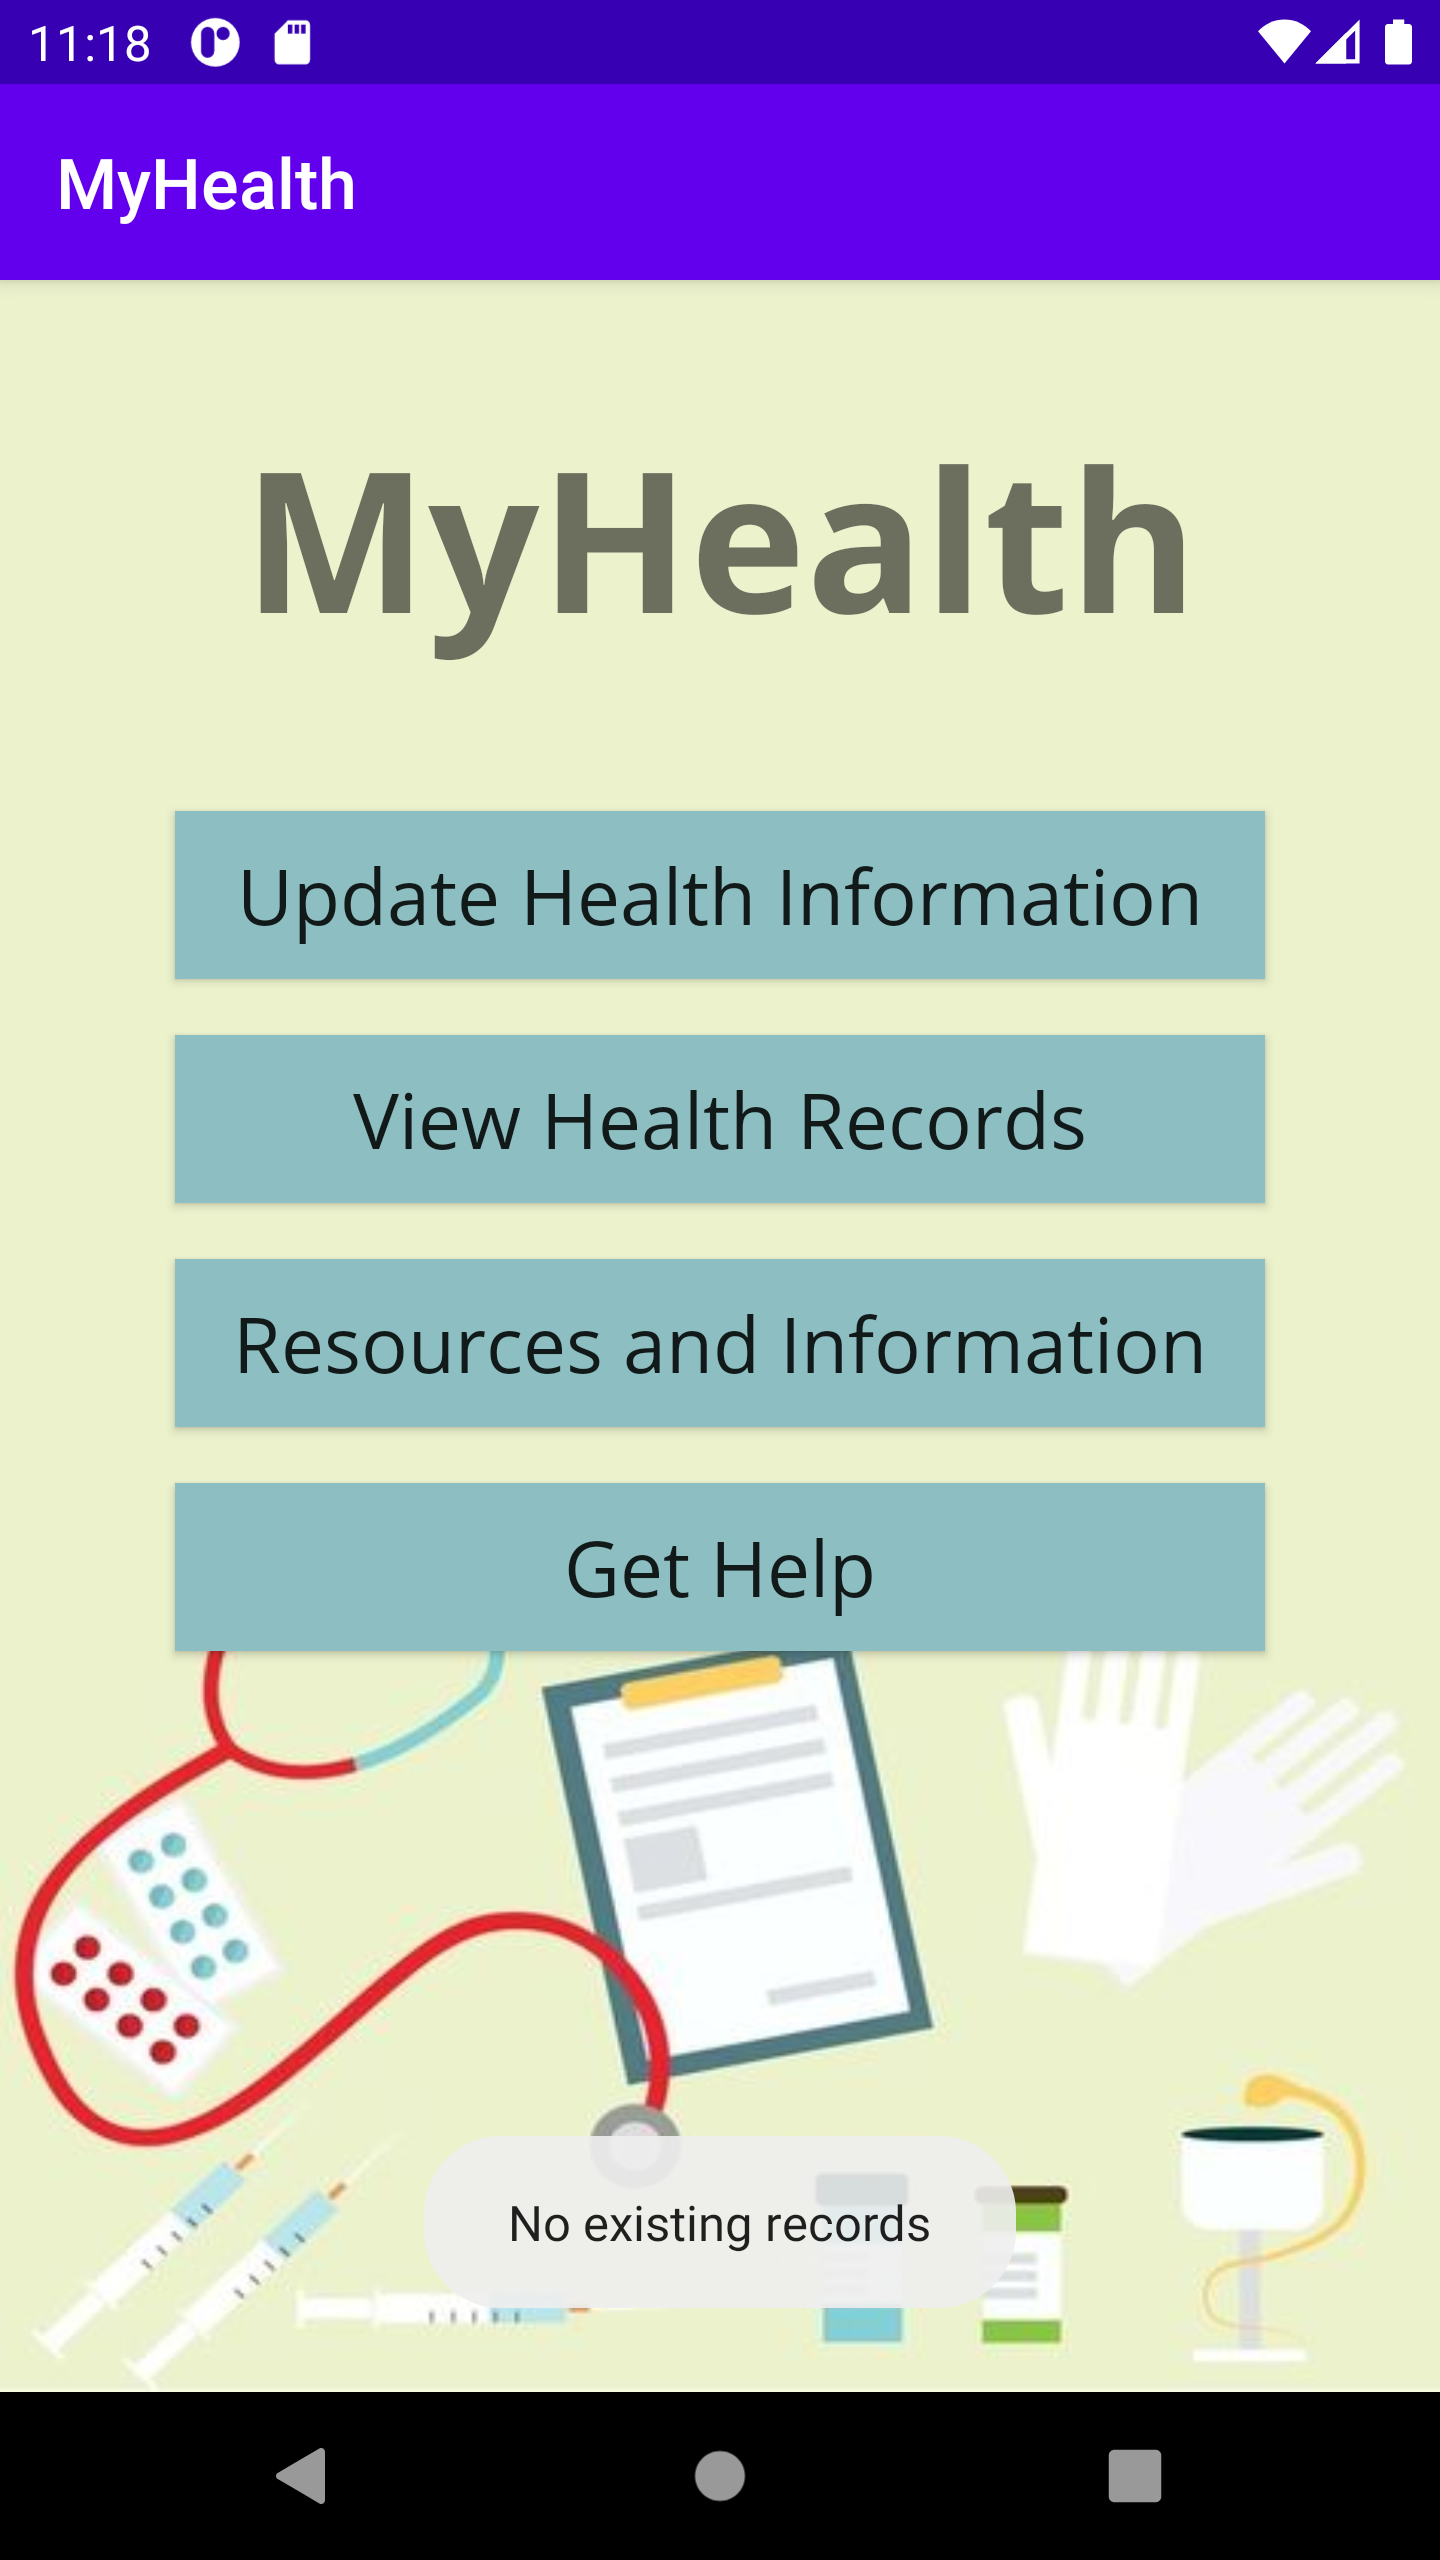 11:18
MyHealth
MyHealth
Update Health Information
View Health Records
Resources and Information
Get Help
No existing records